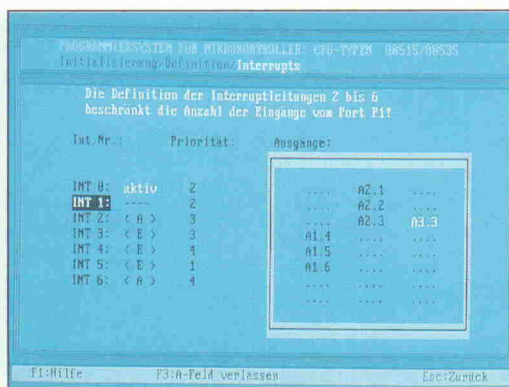 PROGRAMMIERSYSTEM FÜR MIKROKONTROLLER: CPU-TYPEN 80515/80535
Initialisierung/Definition/Interrupts
Die Definition der Interruptleitungen 2 bis 6
beschränkt die Anzahl der Eingänge vom Port P1!
Int.Nr.: Priorität: Ausgänge:
INT 0: aktiv 2 .... A2.1 ....
INT 1: ---- 2 .... A2.2 ....
INT 2: < A > 3 .... A2.3 A3.3
INT 3: < E > 3 A1.4 .... ....
INT 4: < E > 4 A1.5 .... ....
INT 5: < E > 1 A1.6 .... ....
INT 6: < A > 4 .... .... ....
.... .... ....
F1:Hilfe F3:A-Feld verlassen Esc:Zurück